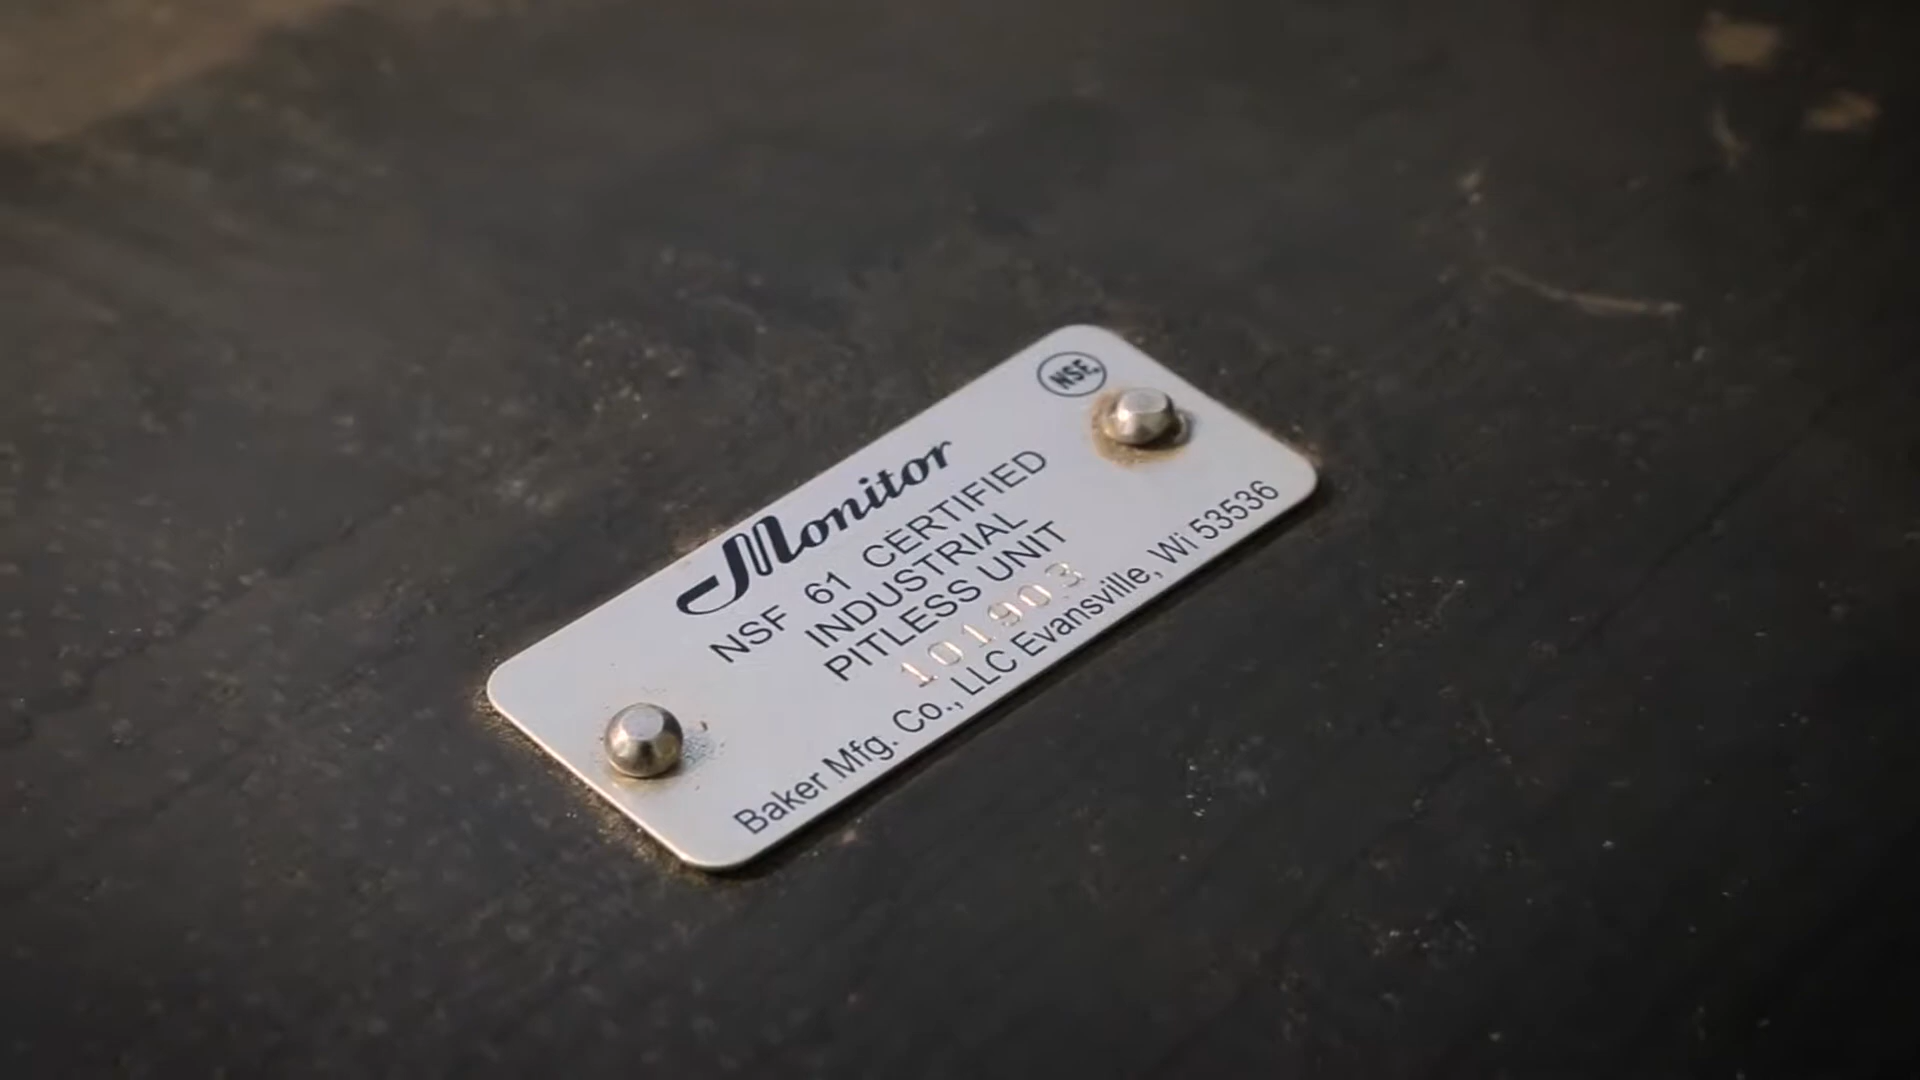 NSF
Monitor
NSF 61 CERTIFIED
INDUSTRIAL
PITLESS UNIT
101903
Baker Mfg. Co., LLC Evansville, Wi 53536